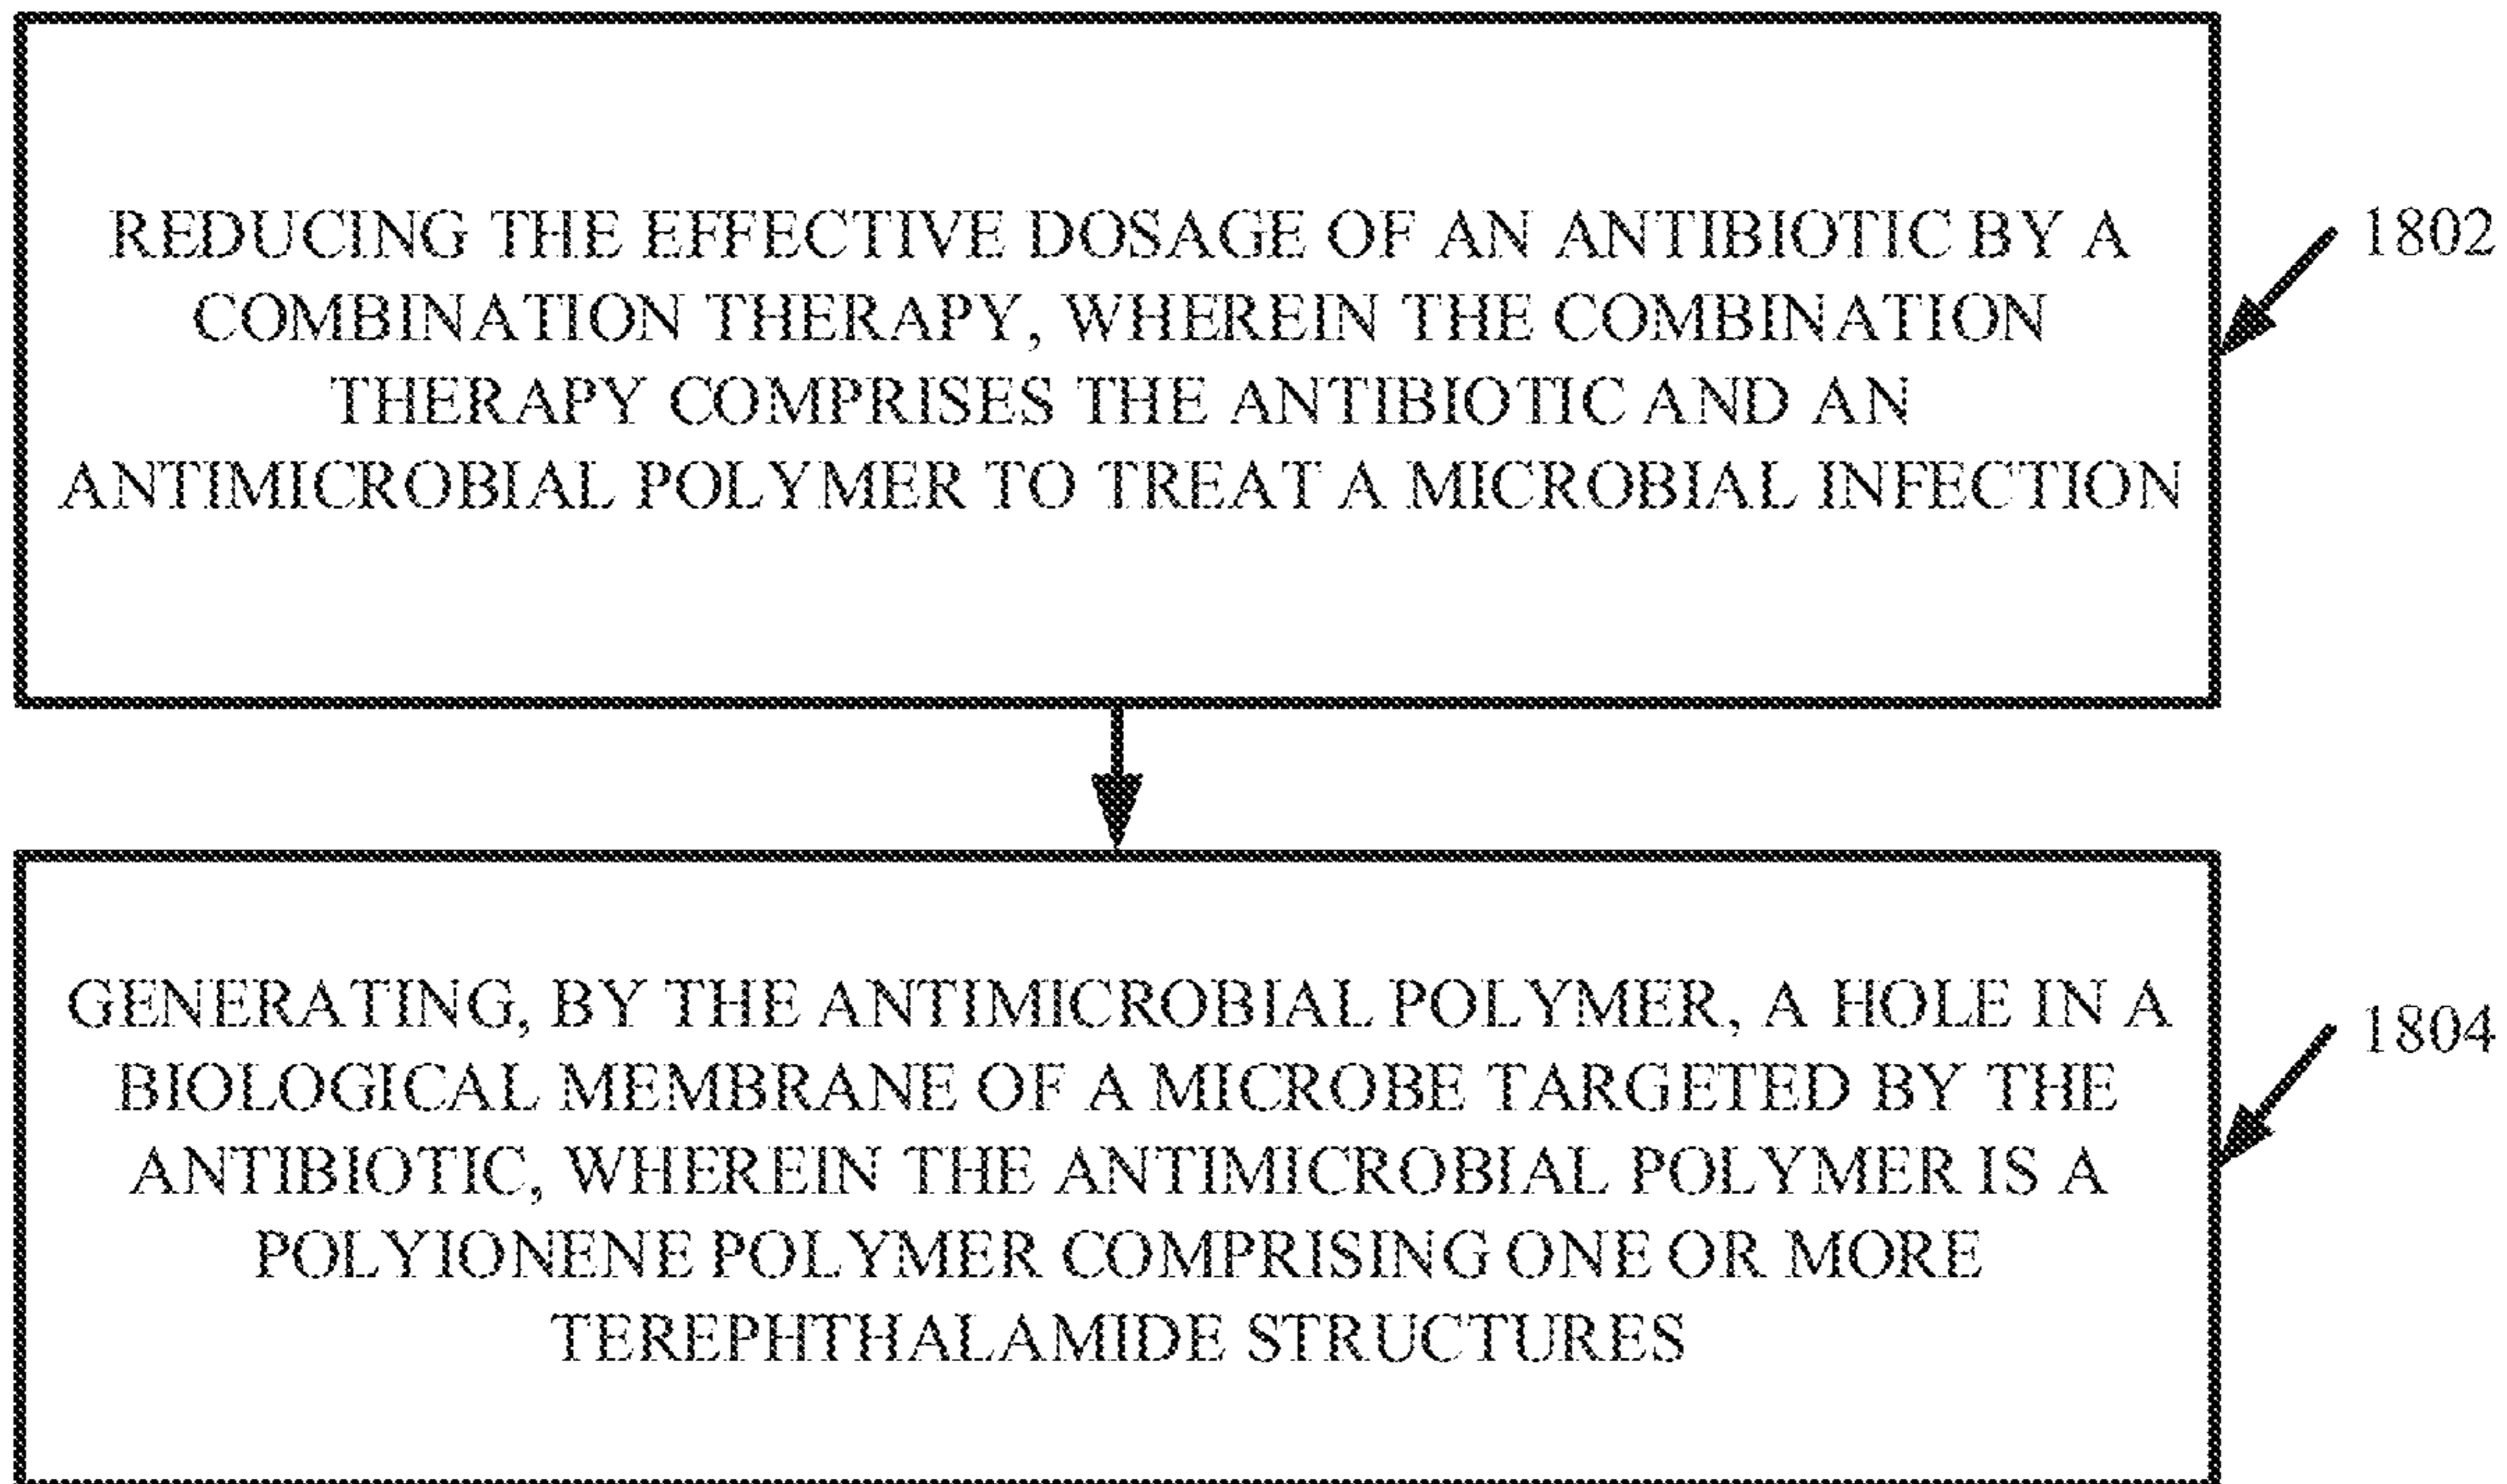 REDUCING THE EFFECTIVE DOSAGE OF AN ANTIBIOTIC BY A
COMBINATION THERAPY, WHEREIN THE COMBINATION
THERAPY COMPRISES THE ANTIBIOTIC AND AN
ANTIMICROBIAL POLYMER TO TREAT A MICROBIAL INFECTION
1802
GENERATING, BY THE ANTIMICROBIAL POLYMER, A HOLE IN A
BIOLOGICAL MEMBRANE OF A MICROBE TARGETED BY THE
ANTIBIOTIC, WHEREIN THE ANTIMICROBIAL POLYMER IS A
POLYIONENE POLYMER COMPRISING ONE OR MORE
TEREPHTHALAMIDE STRUCTURES
1804